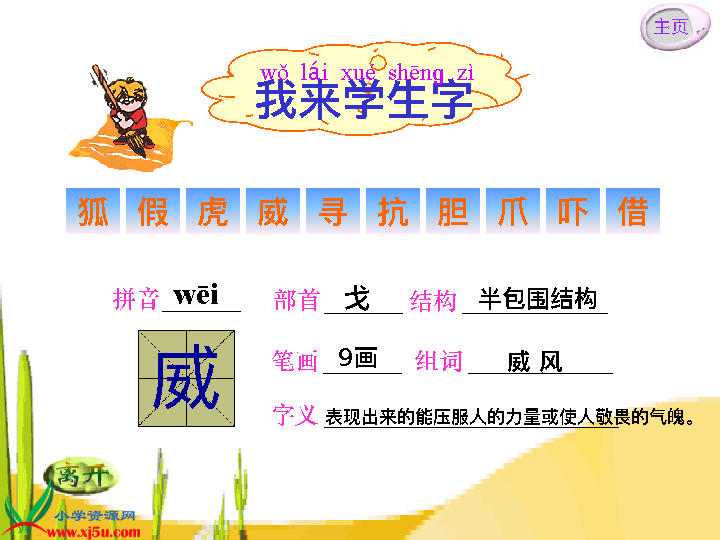 主页
wǒ lái xué shēng zì
我来学生字
狐 假 虎 威 寻 抗 胆 爪 吓 借
拼音 wēi 部首 戈 结构 半包围结构
威
笔画 9画 组词 威 风
字义 表现出来的能压服人的力量或使人敬畏的气魄。
离开
小学资源网
www.xj5u.com